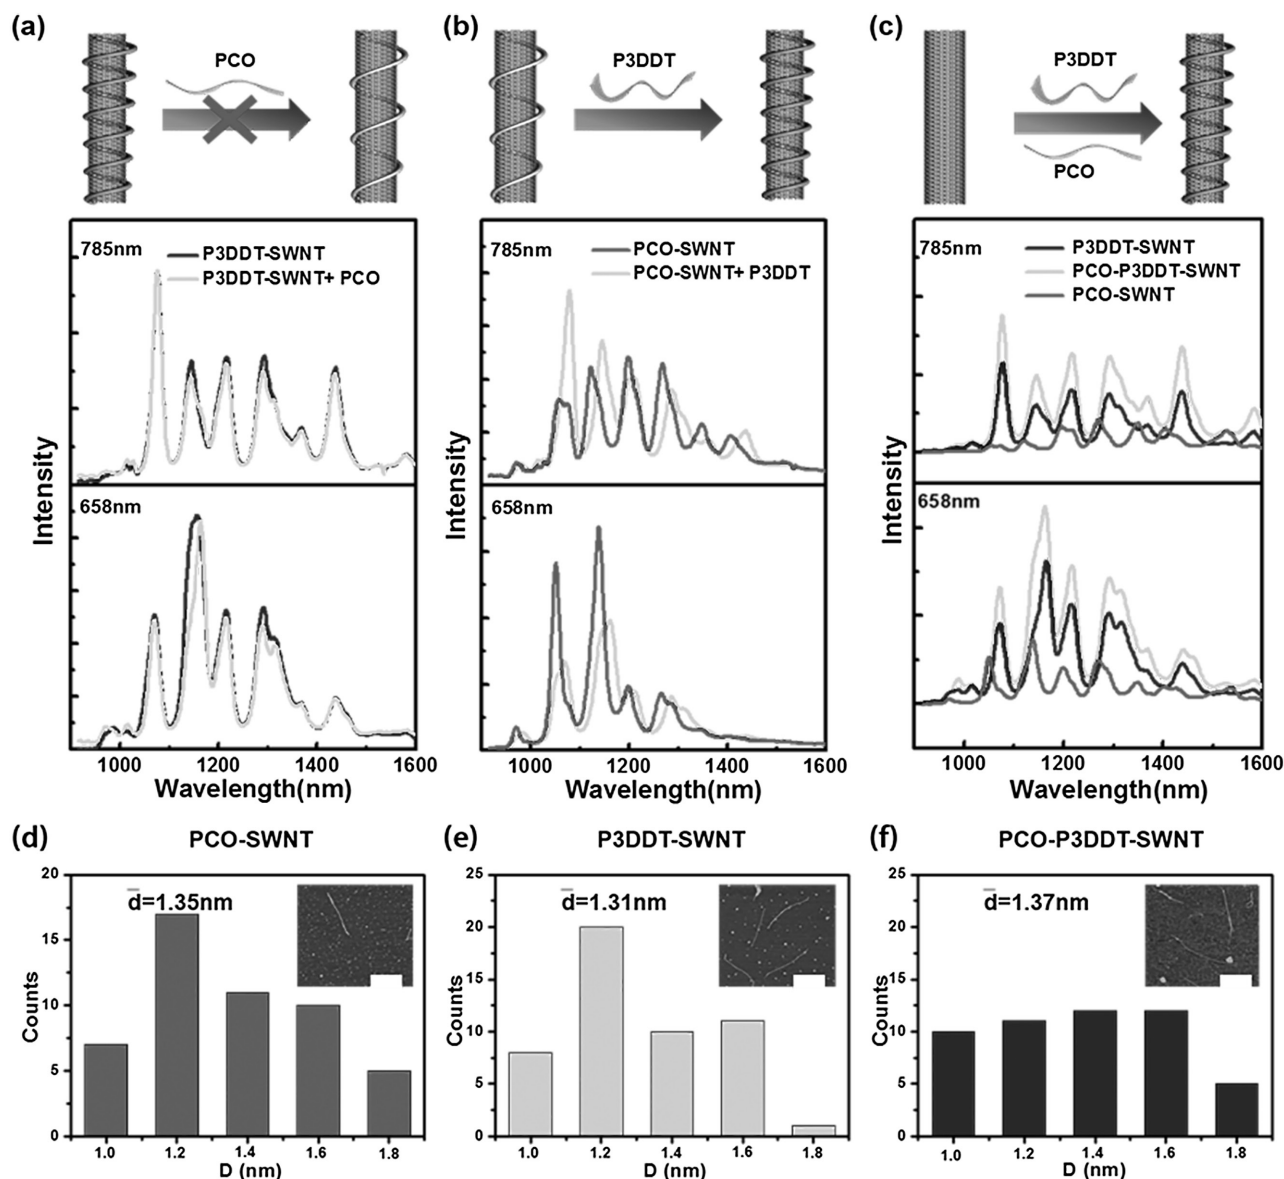 (a)
PCO
(b)
P3DDT
(c)
P3DDT
PCO
785nm
P3DDT-SWNT
P3DDT-SWNT+ PCO
658nm
Intensity
1000 1200 1400 1600
Wavelength(nm)
785nm
PCO-SWNT
PCO-SWNT+ P3DDT
658nm
Intensity
1000 1200 1400 1600
Wavelength(nm)
785nm
P3DDT-SWNT
PCO-P3DDT-SWNT
PCO-SWNT
658nm
Intensity
1000 1200 1400 1600
Wavelength(nm)
(d)
PCO-SWNT
d̅=1.35nm
20
15
10
5
0
Counts
1.0 1.2 1.4 1.6 1.8
D (nm)
(e)
P3DDT-SWNT
d̅=1.31nm
25
20
15
10
5
0
Counts
1.0 1.2 1.4 1.6 1.8
D (nm)
(f)
PCO-P3DDT-SWNT
d̅=1.37nm
25
20
15
10
5
0
Counts
1.0 1.2 1.4 1.6 1.8
D (nm)